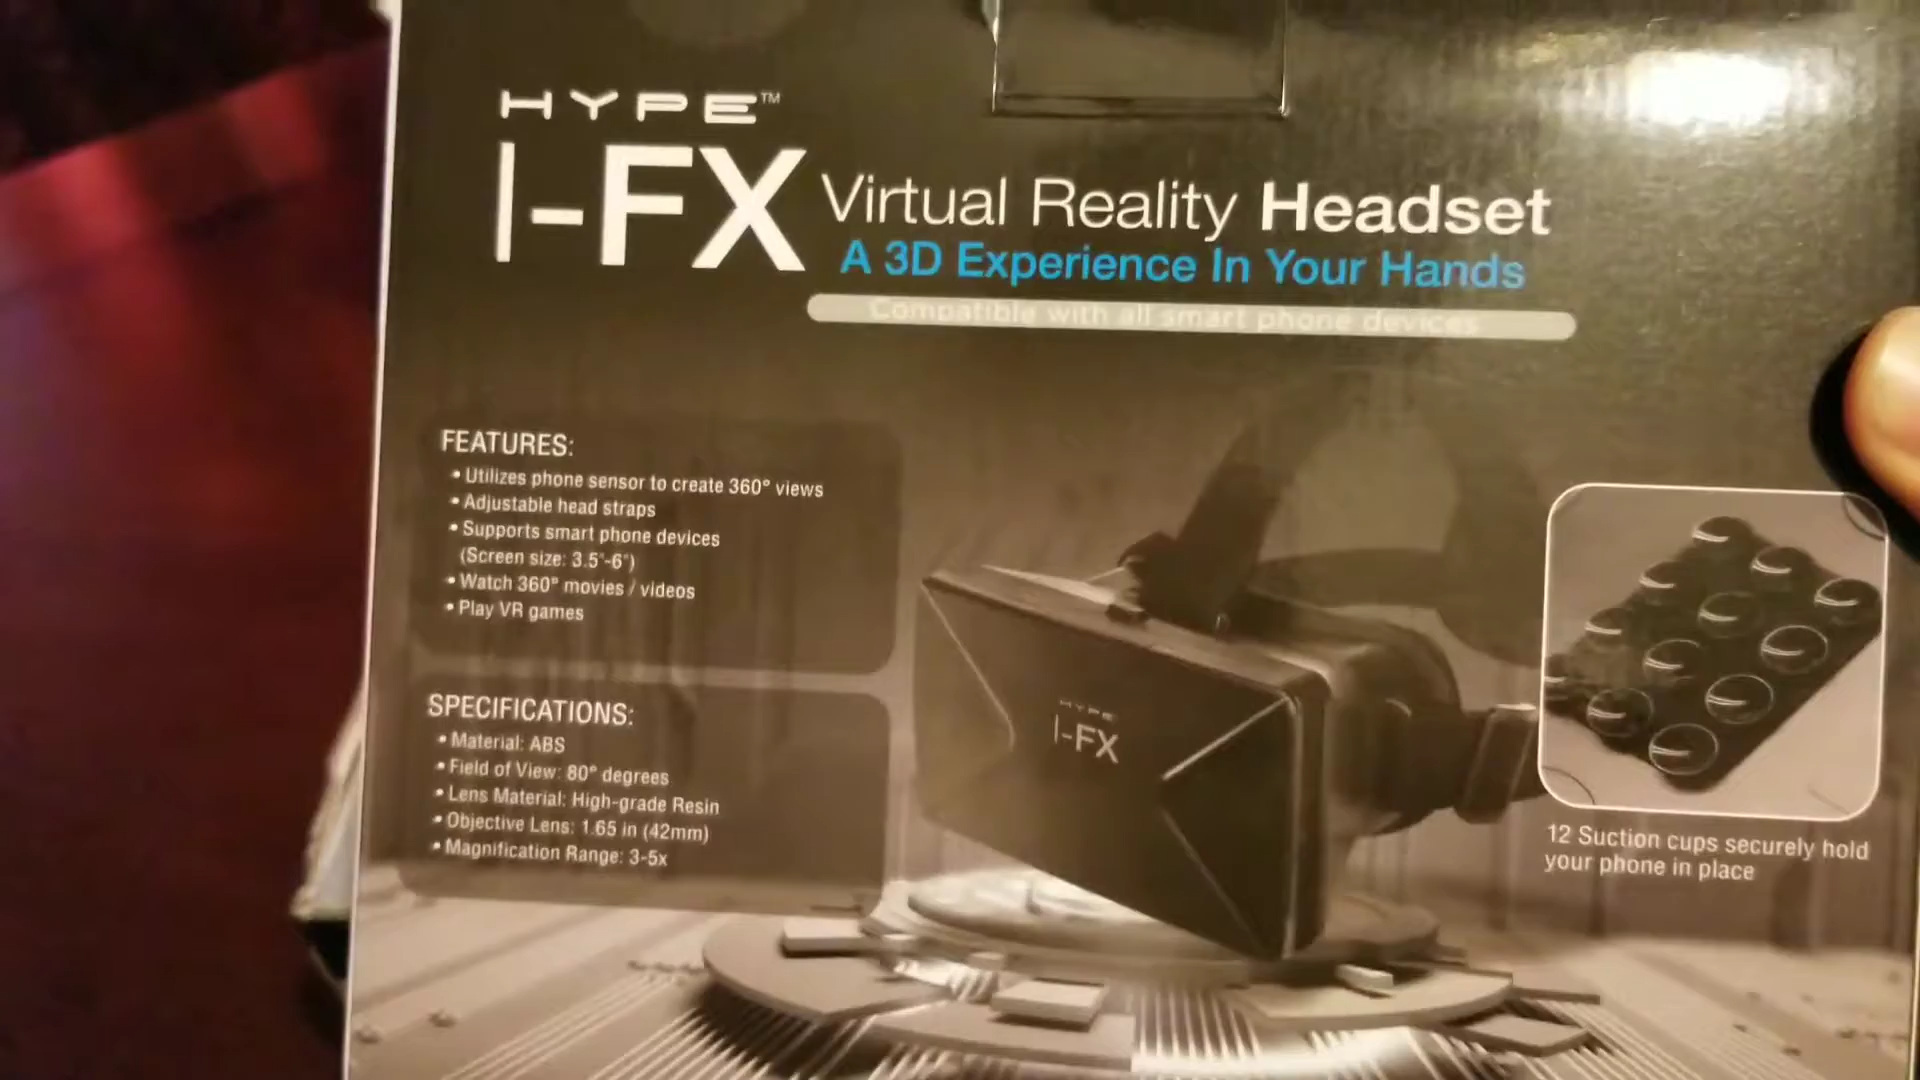 HYPE™
I-FX Virtual Reality Headset
A 3D Experience In Your Hands
Compatible with all smart phone devices
FEATURES:
• Utilizes phone sensor to create 360° views
• Adjustable head straps
• Supports smart phone devices
(Screen size: 3.5"-6")
• Watch 360° movies / videos
• Play VR games
SPECIFICATIONS:
• Material: ABS
• Field of View: 80° degrees
• Lens Material: High-grade Resin
• Objective Lens: 1.65 in (42mm)
• Magnification Range: 3-5x
HYPE
I-FX
12 Suction cups securely hold
your phone in place